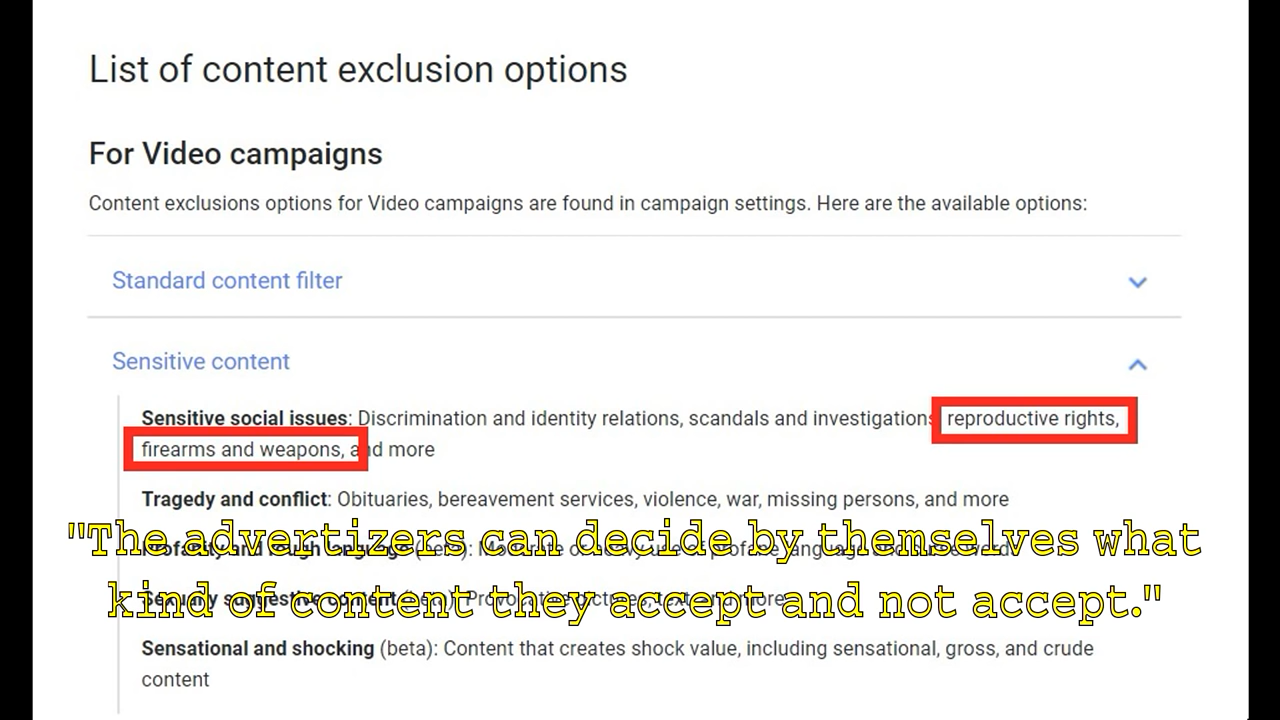 List of content exclusion options
For Video campaigns
Content exclusions options for Video campaigns are found in campaign settings. Here are the available options:
Standard content filter
Sensitive content
Sensitive social issues: Discrimination and identity relations, scandals and investigations reproductive rights,
firearms and weapons, and more
Tragedy and conflict: Obituaries, bereavement services, violence, war, missing persons, and more
"The advertizers can decide by themselves what
kind of content they accept and not accept."
Sensational and shocking (beta): Content that creates shock value, including sensational, gross, and crude
content